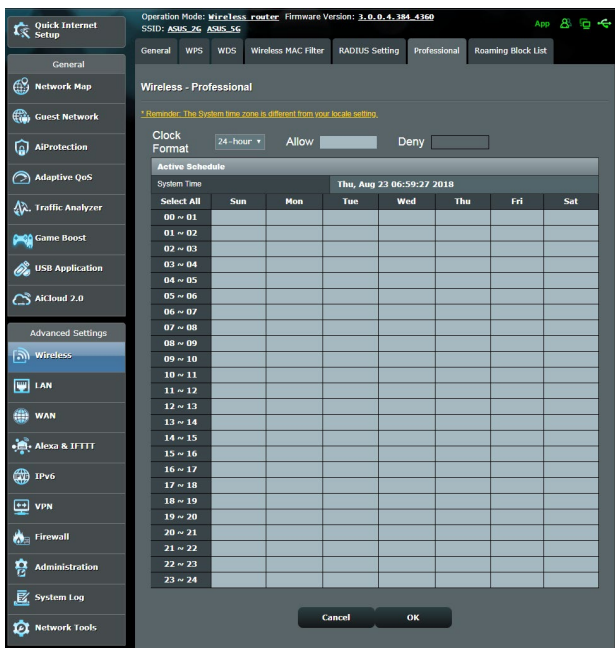 Quick Internet
Setup
General
Network Map
Guest Network
AiProtection
Adaptive QoS
Traffic Analyzer
Game Boost
USB Application
AiCloud 2.0
Advanced Settings
Wireless
LAN
WAN
Alexa & IFTTT
IPv6
VPN
Firewall
Administration
System Log
Network Tools
Operation Mode: Wireless router Firmware Version: 3.0.0.4.384_4360
SSID: ASUS_2G ASUS_5G
App
General WPS WDS Wireless MAC Filter RADIUS Setting Professional Roaming Block List
Wireless - Professional
* Reminder: The System time zone is different from your locale setting.
Clock
Format 24-hour Allow Deny
Active Schedule
System Time Thu, Aug 23 06:59:27 2018
Select All Sun Mon Tue Wed Thu Fri Sat
00 ~ 01
01 ~ 02
02 ~ 03
03 ~ 04
04 ~ 05
05 ~ 06
06 ~ 07
07 ~ 08
08 ~ 09
09 ~ 10
10 ~ 11
11 ~ 12
12 ~ 13
13 ~ 14
14 ~ 15
15 ~ 16
16 ~ 17
17 ~ 18
18 ~ 19
19 ~ 20
20 ~ 21
21 ~ 22
22 ~ 23
23 ~ 24
Cancel OK